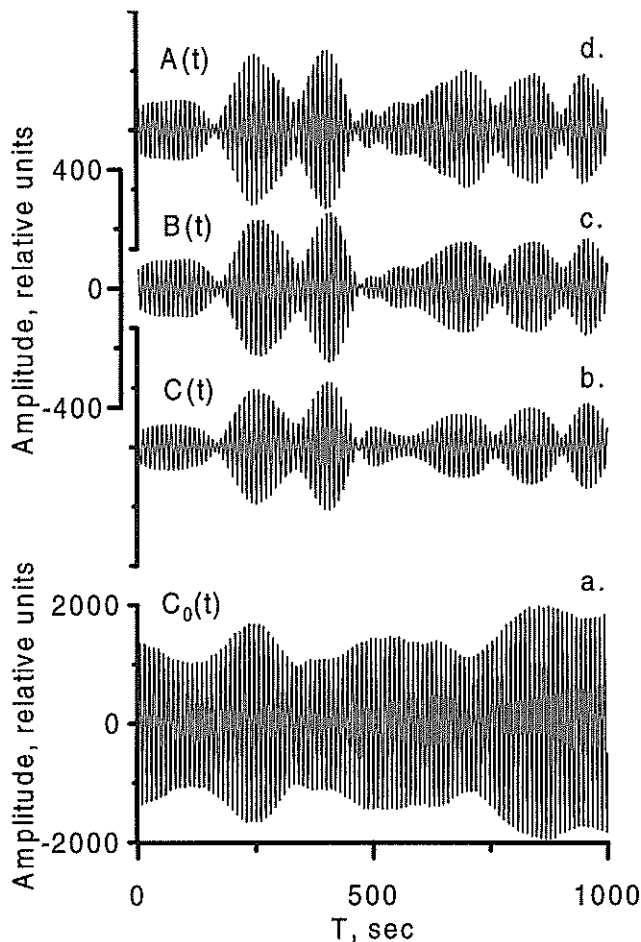 A(t)
d.
400
B(t)
c.
0
Amplitude, relative units
C(t)
b.
-400
a.
2000
C₀(t)
0
Amplitude, relative units
-2000
0
500
1000
T, sec